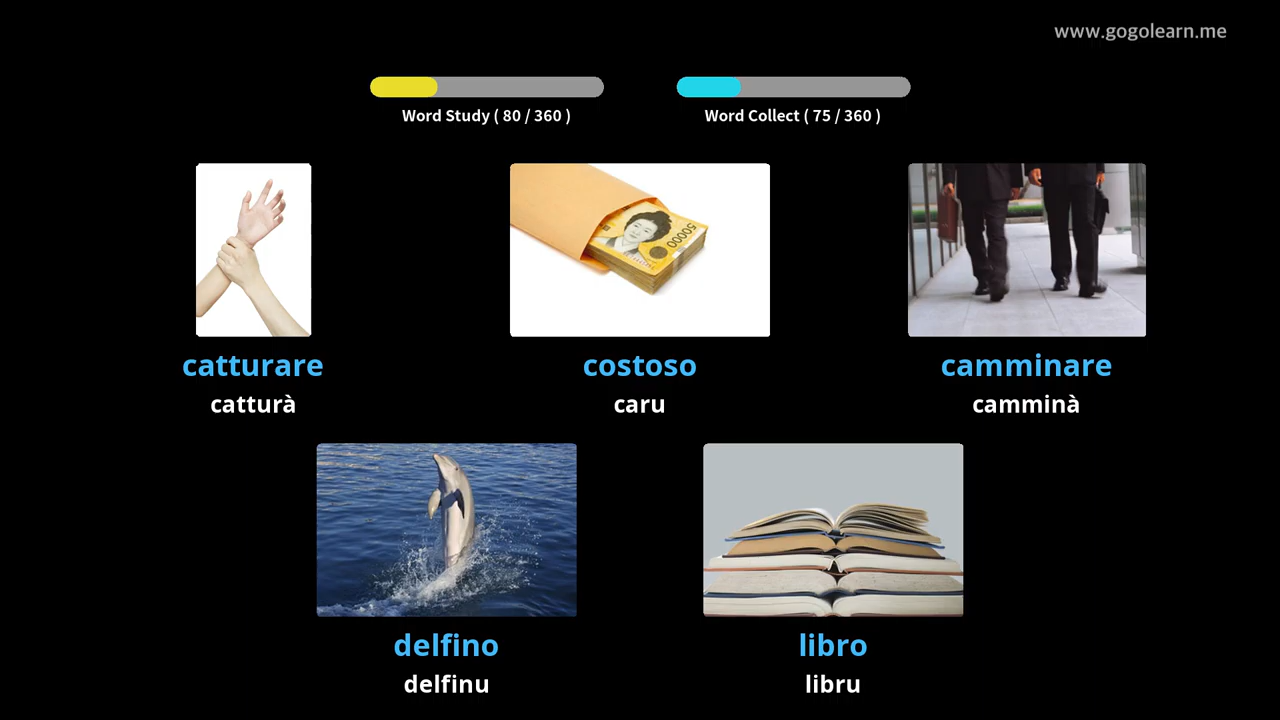 www.gogolearn.me
Word Study ( 80 / 360 )
Word Collect ( 75 / 360 )
50000
catturare
catturà
costoso
caru
camminare
camminà
delfino
delfinu
libro
libru